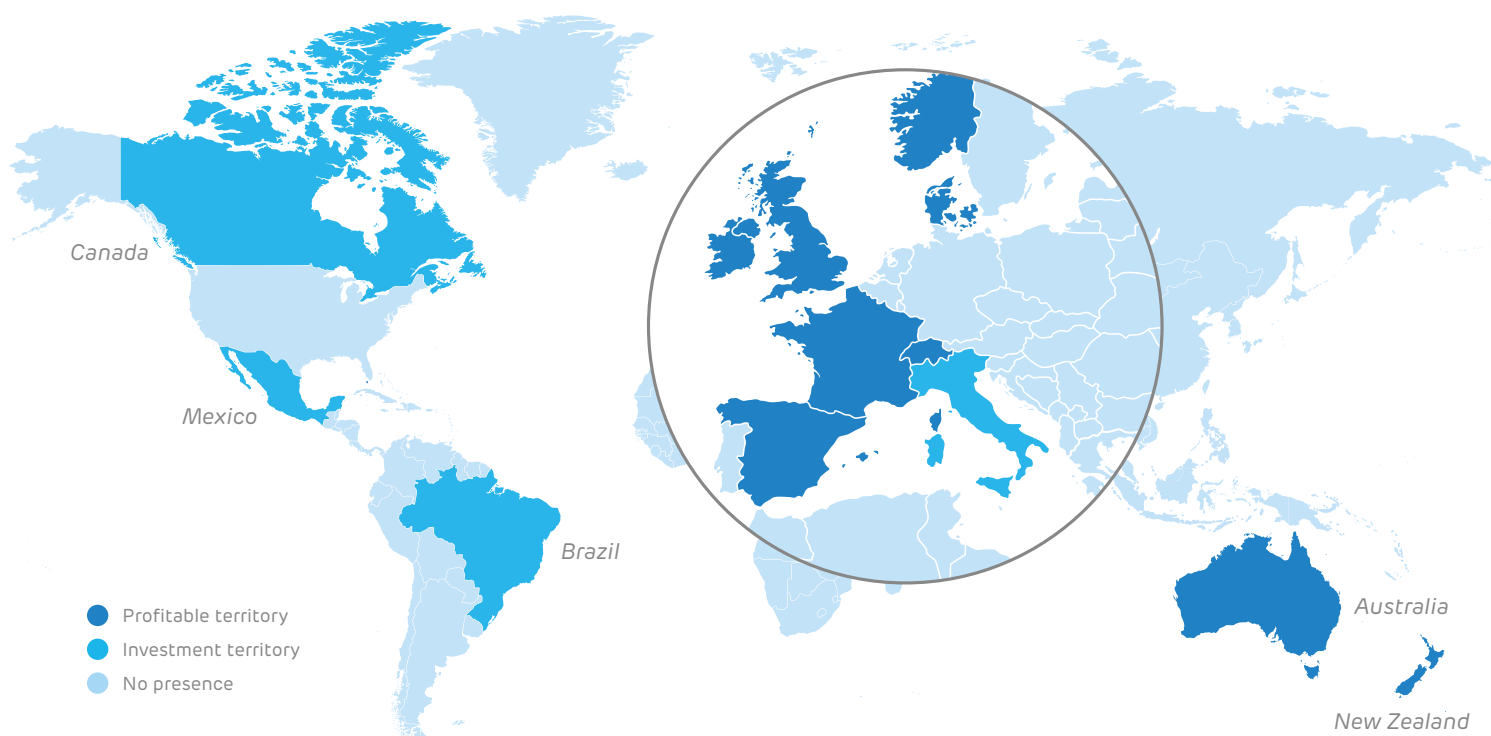 Canada
Mexico
Brazil
Profitable territory
Investment territory
No presence
Australia
New Zealand